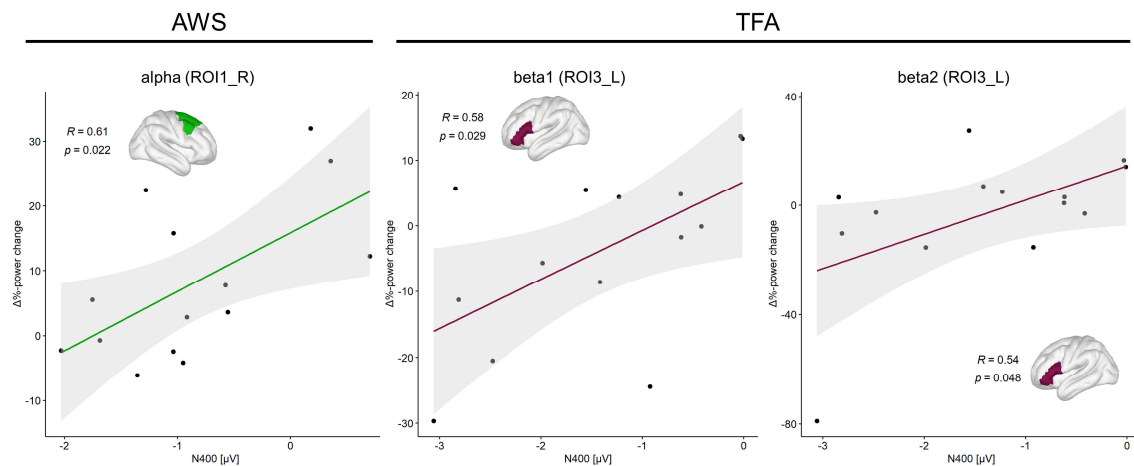 AWS
TFA
alpha (ROI1_R)
R = 0.61
p = 0.022
Δ%-power change
30
20
10
0
-10
-2
-1
0
N400 [µV]
beta1 (ROI3_L)
R = 0.58
p = 0.029
Δ%-power change
20
10
0
-10
-20
-30
-3
-2
-1
0
N400 [µV]
beta2 (ROI3_L)
R = 0.54
p = 0.048
Δ%-power change
40
0
-40
-80
-3
-2
-1
0
N400 [µV]